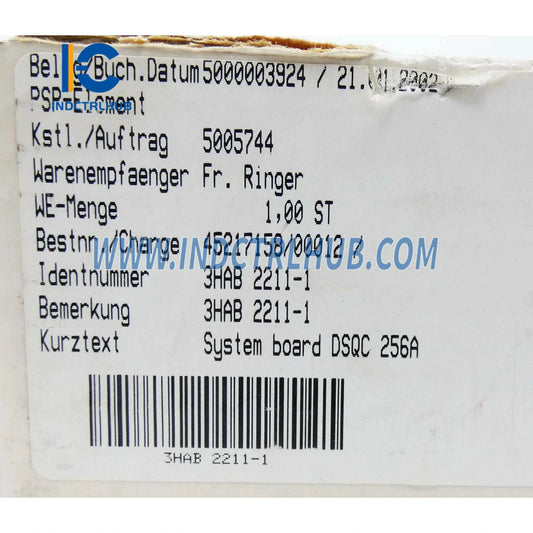 IC
INDCTRLHUB
Beleg/Buch.Datum 5000003924 / 21.01.2002
PSP-Element
Kstl./Auftrag 5005744
Warenempfaenger Fr. Ringer
WE-Menge 1,00 ST
Bestnr./Charge 45217158/00012 /
WWW.INDCTRLHUB.COM
Identnummer 3HAB 2211-1
Bemerkung 3HAB 2211-1
Kurztext System board DSQC 256A
3HAB 2211-1